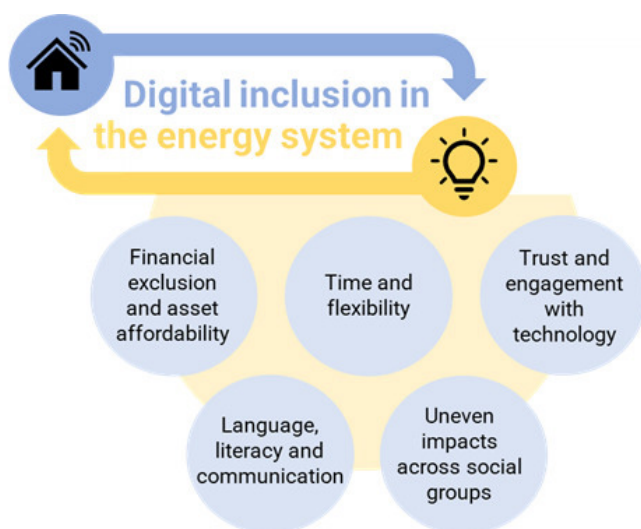 Digital inclusion in
the energy system
Financial
exclusion
and asset
affordability
Time and
flexibility
Trust and
engagement
with
technology
Language,
literacy and
communication
Uneven
impacts
across social
groups